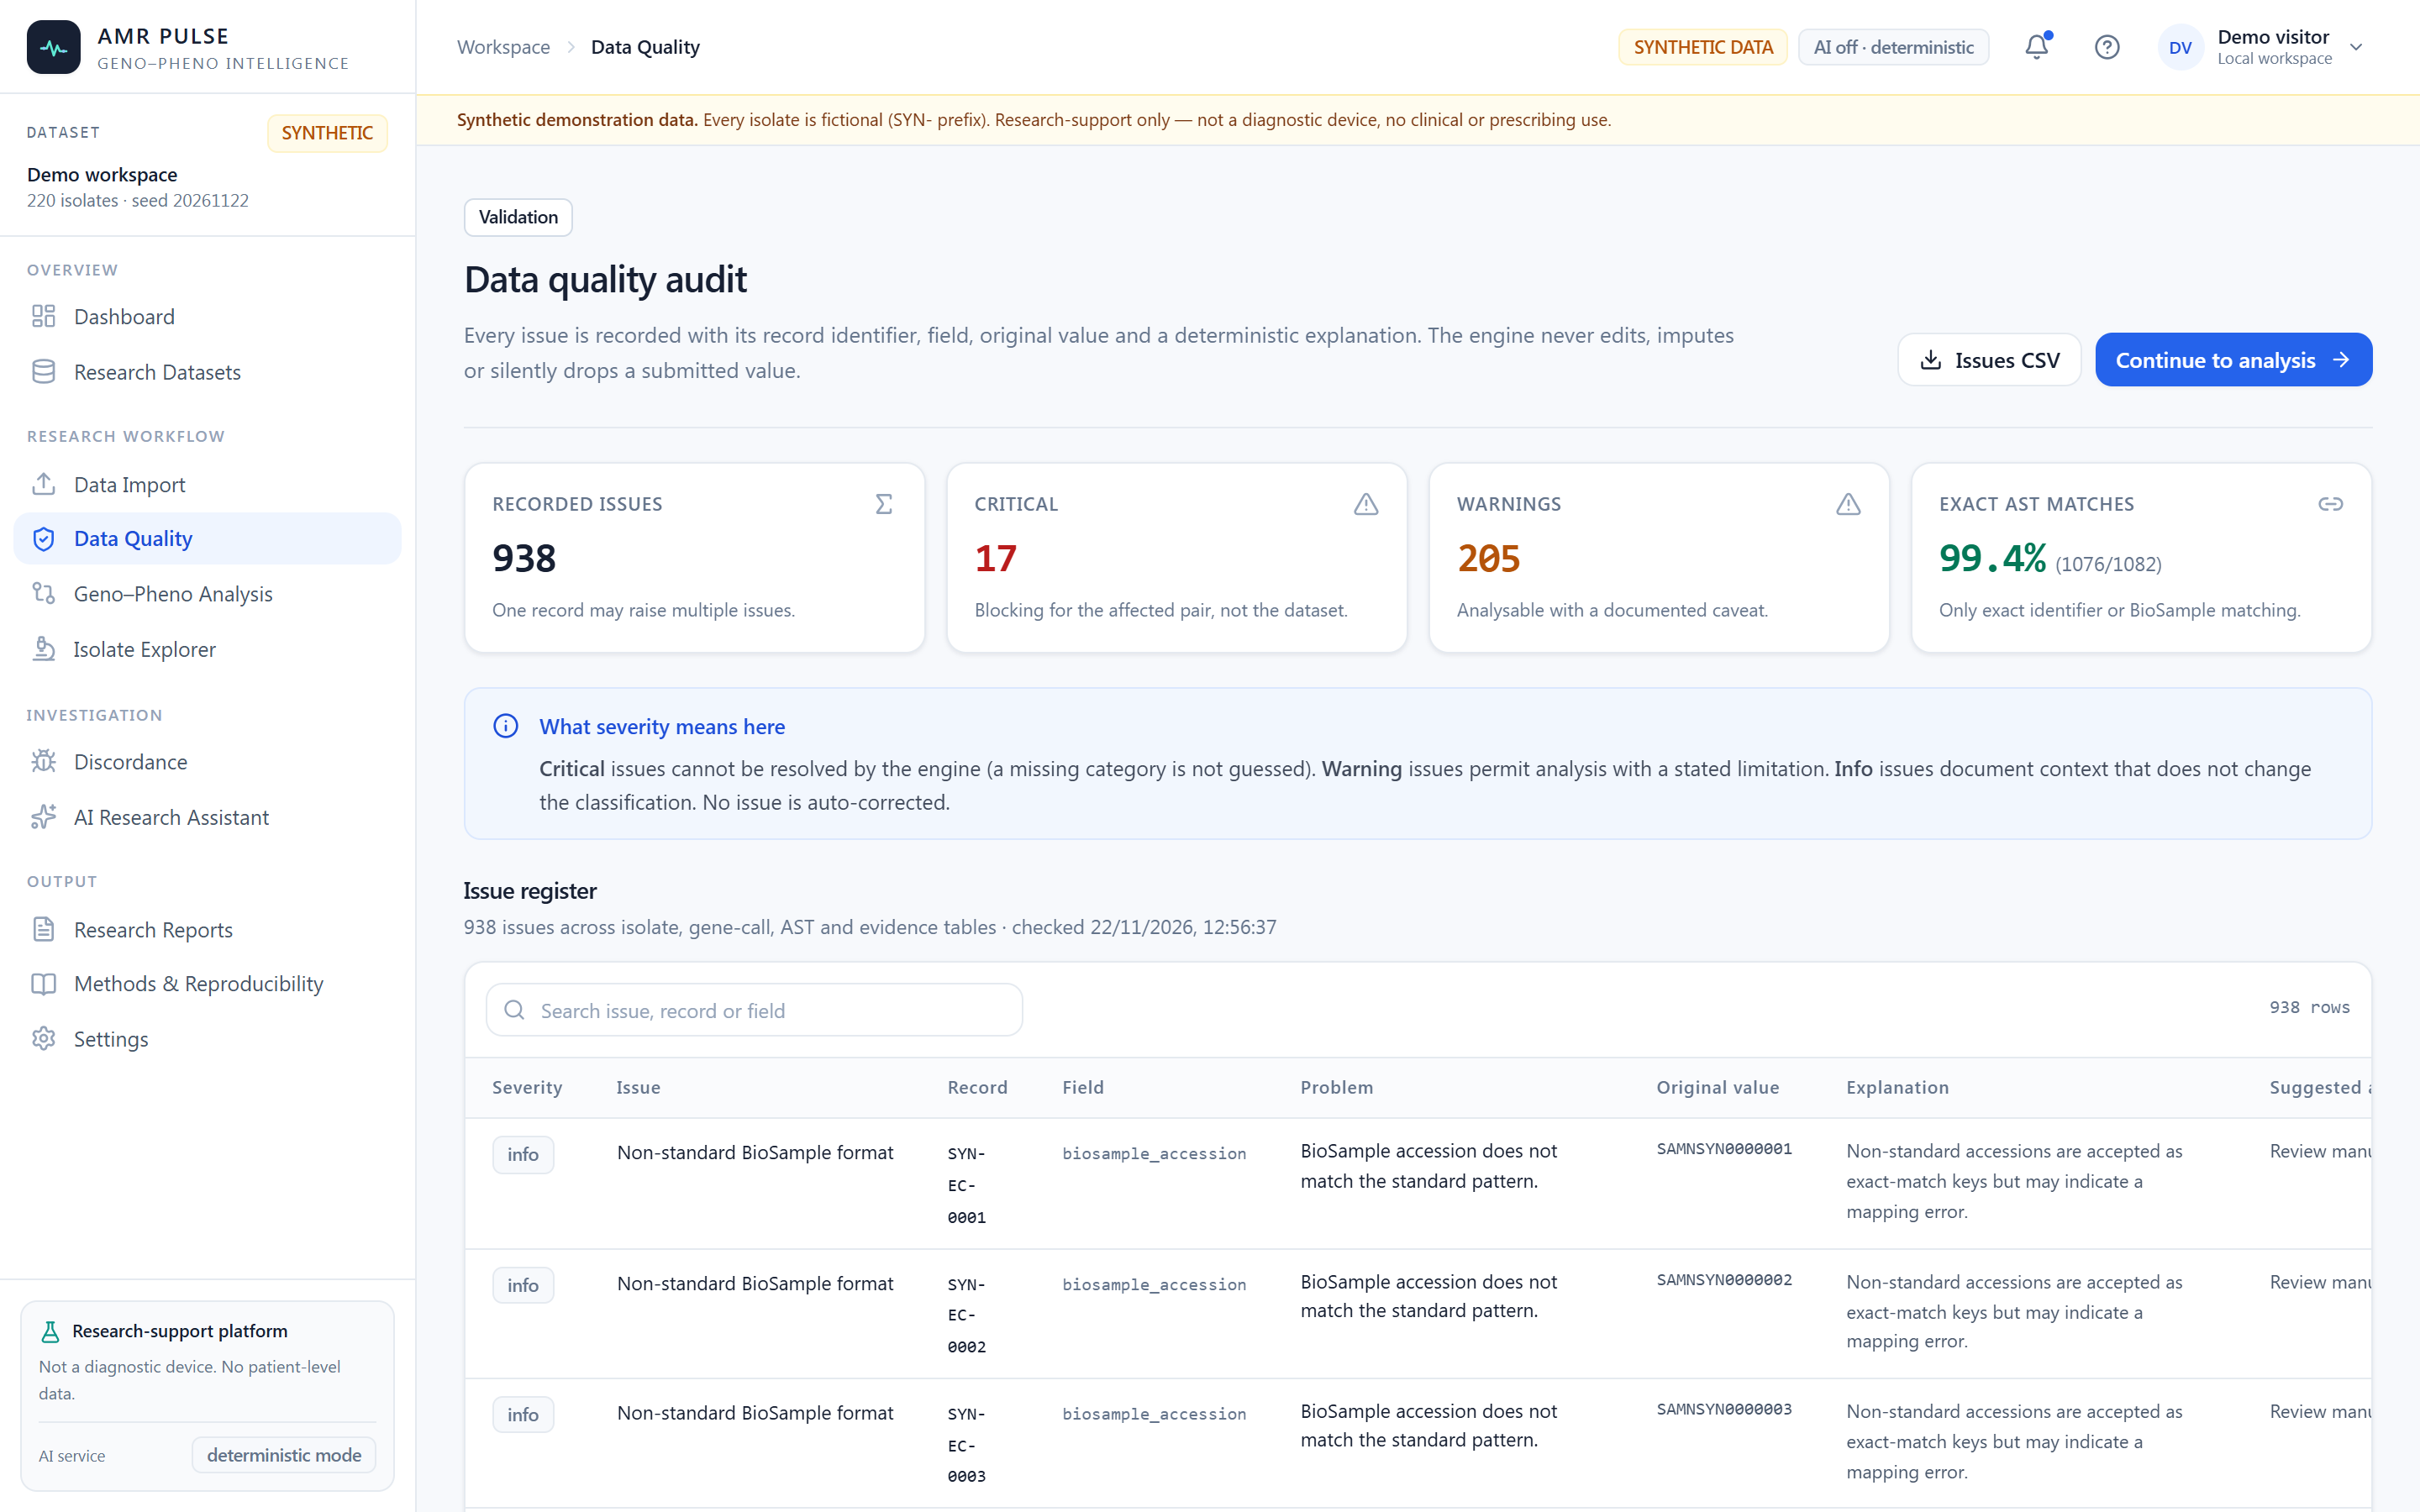 AMR PULSE
GENO–PHENO INTELLIGENCE
DATASET
SYNTHETIC
Demo workspace
220 isolates · seed 20261122
OVERVIEW
Dashboard
Research Datasets
RESEARCH WORKFLOW
Data Import
Data Quality
Geno–Pheno Analysis
Isolate Explorer
INVESTIGATION
Discordance
AI Research Assistant
OUTPUT
Research Reports
Methods & Reproducibility
Settings
Research-support platform
Not a diagnostic device. No patient-level
data.
AI service
deterministic mode
Workspace > Data Quality
SYNTHETIC DATA
AI off · deterministic
DV
Demo visitor
Local workspace
Synthetic demonstration data. Every isolate is fictional (SYN- prefix). Research-support only — not a diagnostic device, no clinical or prescribing use.
Validation
Data quality audit
Every issue is recorded with its record identifier, field, original value and a deterministic explanation. The engine never edits, imputes
or silently drops a submitted value.
Issues CSV
Continue to analysis
RECORDED ISSUES
938
One record may raise multiple issues.
CRITICAL
17
Blocking for the affected pair, not the dataset.
WARNINGS
205
Analysable with a documented caveat.
EXACT AST MATCHES
99.4% (1076/1082)
Only exact identifier or BioSample matching.
What severity means here
Critical issues cannot be resolved by the engine (a missing category is not guessed). Warning issues permit analysis with a stated limitation. Info issues document context that does not change
the classification. No issue is auto-corrected.
Issue register
938 issues across isolate, gene-call, AST and evidence tables · checked 22/11/2026, 12:56:37
Search issue, record or field
938 rows
Severity Issue Record Field Problem Original value Explanation Suggested
info
Non-standard BioSample format
SYN-
EC-
0001
biosample_accession
BioSample accession does not
match the standard pattern.
SAMNSYN0000001
Non-standard accessions are accepted as
exact-match keys but may indicate a
mapping error.
Review
info
Non-standard BioSample format
SYN-
EC-
0002
biosample_accession
BioSample accession does not
match the standard pattern.
SAMNSYN0000002
Non-standard accessions are accepted as
exact-match keys but may indicate a
mapping error.
Review
info
Non-standard BioSample format
SYN-
EC-
0003
biosample_accession
BioSample accession does not
match the standard pattern.
SAMNSYN0000003
Non-standard accessions are accepted as
exact-match keys but may indicate a
mapping error.
Review